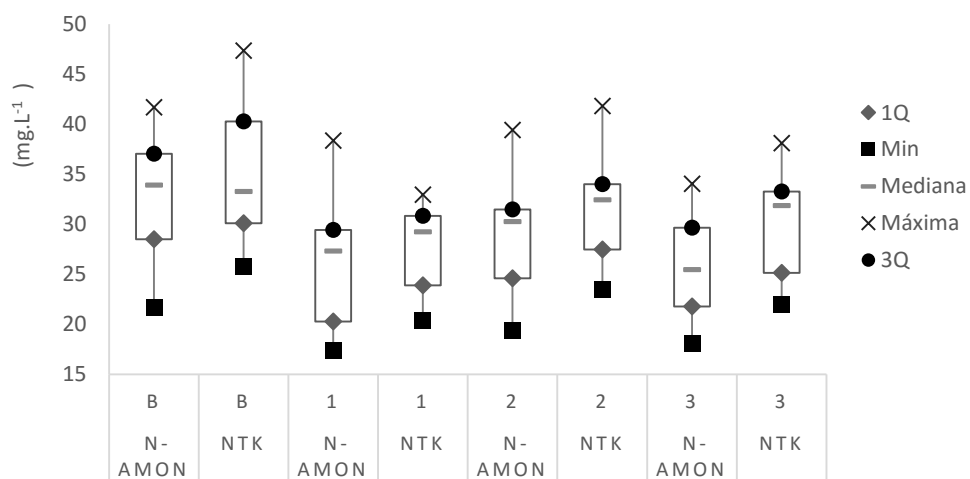 50
45
40
35
30
25
20
15
(mg.L-1 )
1Q
Min
Mediana
Máxima
3Q
B B 1 1 2 2 3 3
N-AMON NTK N-AMON NTK N-AMON NTK N-AMON NTK